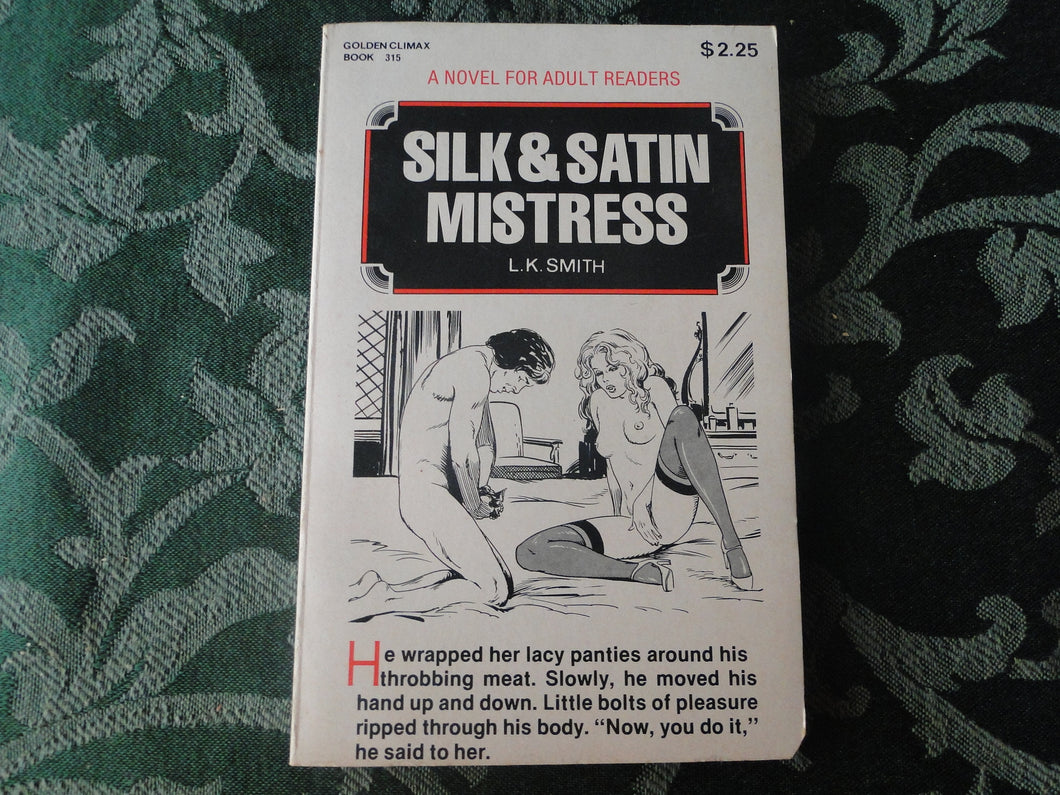 GOLDEN CLIMAX
BOOK 315
$2.25
A NOVEL FOR ADULT READERS
SILK & SATIN
MISTRESS
L.K. SMITH
He wrapped her lacy panties around his
throbbing meat. Slowly, he moved his
hand up and down. Little bolts of pleasure
ripped through his body. “Now, you do it,”
he said to her.